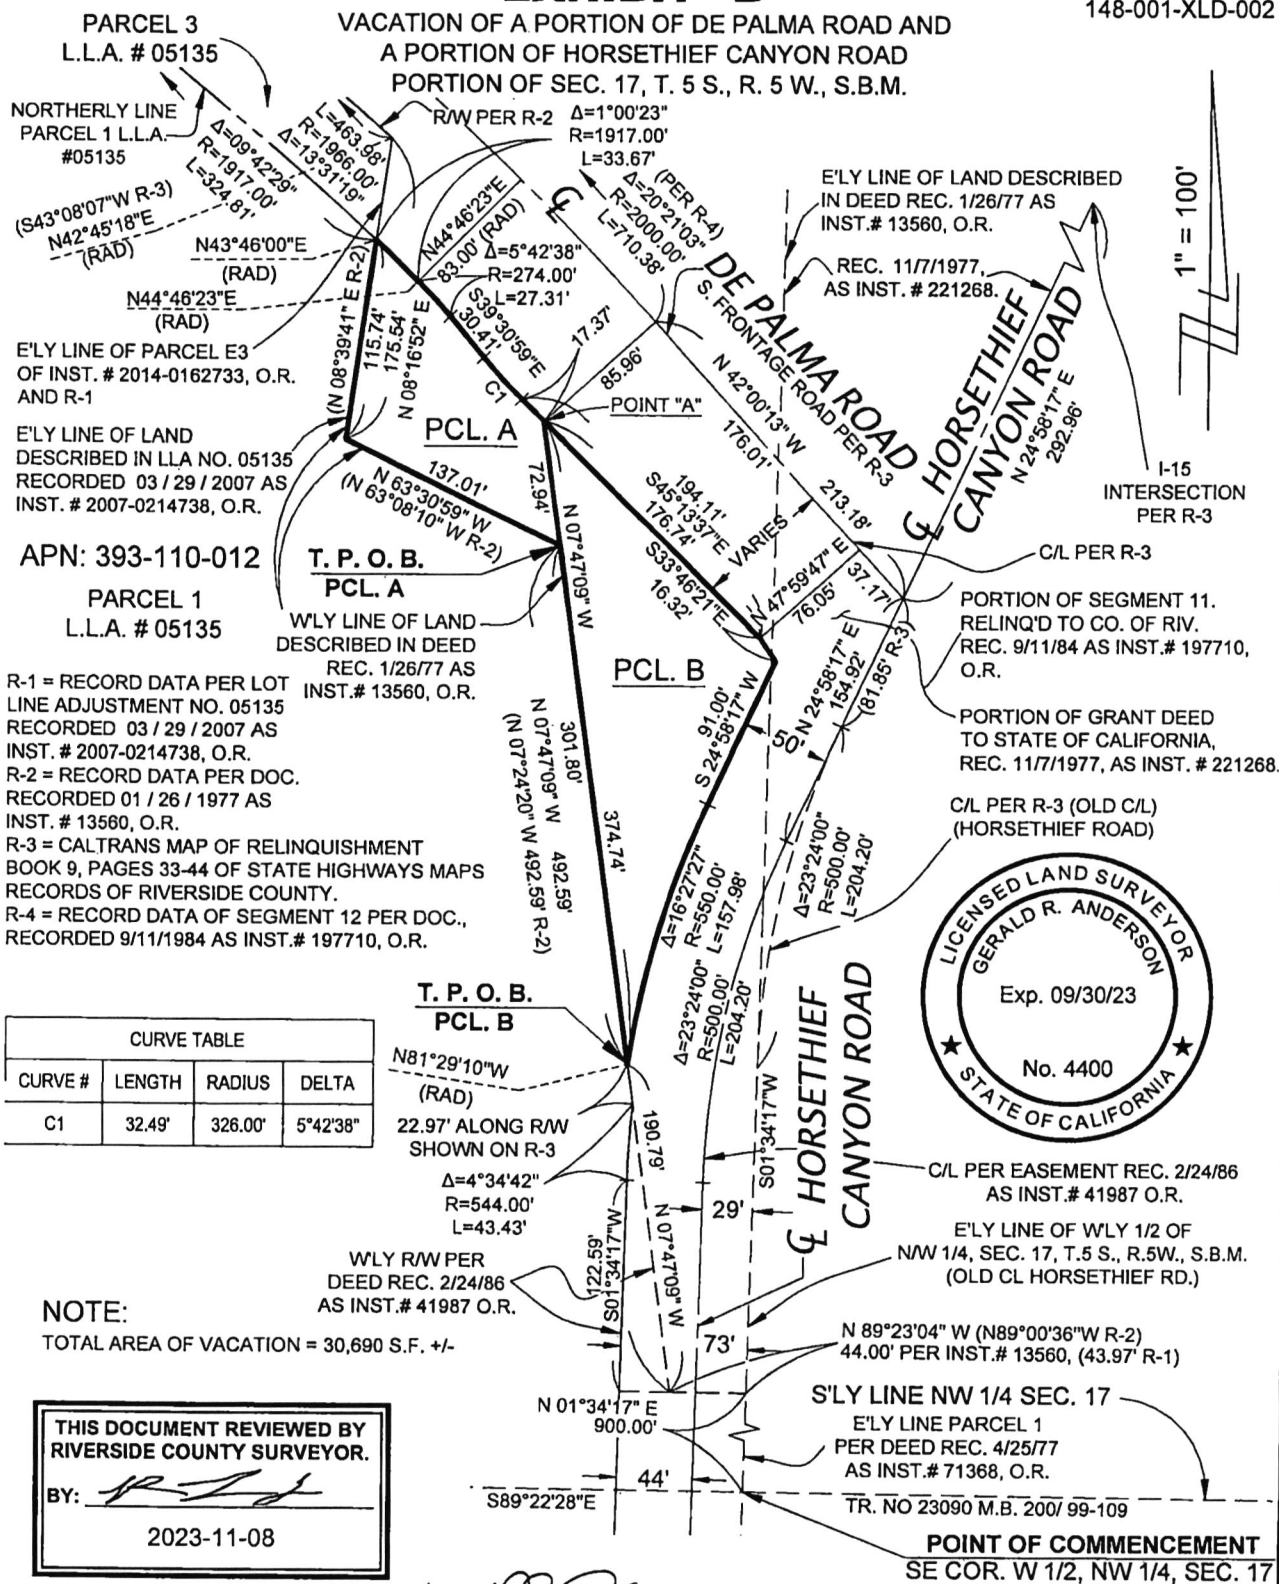 148-001-XLD-002
VACATION OF A PORTION OF DE PALMA ROAD AND
A PORTION OF HORSETHIEF CANYON ROAD
PORTION OF SEC. 17, T. 5 S., R. 5 W., S.B.M.
PARCEL 3
L.L.A. # 05135
NORTHERLY LINE
PARCEL 1 L.L.A.
#05135
Δ=09°42'29"
R=1917.00'
L=324.81'
L=463.98'
R=1966.00'
Δ=13°31'19"
R/W PER R-2
Δ=1°00'23"
R=1917.00'
L=33.67'
(PER R-4)
Δ=20°21'03"
R=2000.00'
L=710.38'
(S43°08'07"W R-3)
N42°45'18"E
(RAD)
N43°46'00"E
(RAD)
N44°46'23"E
(RAD)
N44°46'23"E
83.00' (RAD)
Δ=5°42'38"
R=274.00'
L=27.31'
S39°30'59"E
30.41'
C1
17.37'
85.96'
POINT "A"
E'LY LINE OF LAND DESCRIBED
IN DEED REC. 1/26/77 AS
INST.# 13560, O.R.
REC. 11/7/1977,
AS INST. # 221268.
1" = 100'
DE PALMA ROAD
S. FRONTAGE ROAD PER R-3
HORSETHIEF
CANYON ROAD
N 24°58'17" E
292.96'
I-15
INTERSECTION
PER R-3
E'LY LINE OF PARCEL E3
OF INST. # 2014-0162733, O.R.
AND R-1
(N 08°39'41" E R-2)
115.74'
175.54'
N 08°16'52" E
PCL. A
E'LY LINE OF LAND
DESCRIBED IN LLA NO. 05135
RECORDED 03 / 29 / 2007 AS
INST. # 2007-0214738, O.R.
137.01'
N 63°30'59" W
(N 63°08'10" W R-2)
72.94'
N 07°47'09" W
N 42°00'13" W
176.01'
213.18'
194.11'
S45°13'37"E
176.74'
VARIES
S33°46'21"E
16.32'
N 47°59'47" E
76.05'
37.17'
C/L PER R-3
APN: 393-110-012
PARCEL 1
L.L.A. # 05135
T. P. O. B.
PCL. A
W'LY LINE OF LAND
DESCRIBED IN DEED
REC. 1/26/77 AS
INST.# 13560, O.R.
PCL. B
PORTION OF SEGMENT 11.
RELINQ'D TO CO. OF RIV.
REC. 9/11/84 AS INST.# 197710,
O.R.
N 24°58'17" E
154.92'
(81.85' R-3)
50'
91.00'
S 24°58'17" W
PORTION OF GRANT DEED
TO STATE OF CALIFORNIA,
REC. 11/7/1977, AS INST. # 221268.
R-1 = RECORD DATA PER LOT
LINE ADJUSTMENT NO. 05135
RECORDED 03 / 29 / 2007 AS
INST. # 2007-0214738, O.R.
R-2 = RECORD DATA PER DOC.
RECORDED 01 / 26 / 1977 AS
INST. # 13560, O.R.
R-3 = CALTRANS MAP OF RELINQUISHMENT
BOOK 9, PAGES 33-44 OF STATE HIGHWAYS MAPS
RECORDS OF RIVERSIDE COUNTY.
R-4 = RECORD DATA OF SEGMENT 12 PER DOC.,
RECORDED 9/11/1984 AS INST.# 197710, O.R.
301.80'
N 07°47'09" W 492.59'
(N 07°24'20" W 492.59' R-2)
374.74'
Δ=16°27'27"
R=550.00'
L=157.98'
Δ=23°24'00"
R=500.00'
L=204.20'
Δ=23°24'00"
R=500.00'
L=204.20'
C/L PER R-3 (OLD C/L)
(HORSETHIEF ROAD)
LICENSED LAND SURVEYOR
GERALD R. ANDERSON
Exp. 09/30/23
No. 4400
STATE OF CALIFORNIA
T. P. O. B.
PCL. B
CURVE TABLE
CURVE # LENGTH RADIUS DELTA
C1 32.49' 326.00' 5°42'38"
N81°29'10"W
(RAD)
22.97' ALONG R/W
SHOWN ON R-3
Δ=4°34'42"
R=544.00'
L=43.43'
190.79'
N 07°47'09" W
S01°34'17"W
122.59'
S01°34'17"W
HORSETHIEF
CANYON ROAD
29'
C/L PER EASEMENT REC. 2/24/86
AS INST.# 41987 O.R.
E'LY LINE OF W'LY 1/2 OF
N/W 1/4, SEC. 17, T.5 S., R.5W., S.B.M.
(OLD CL HORSETHIEF RD.)
W'LY R/W PER
DEED REC. 2/24/86
AS INST.# 41987 O.R.
73'
NOTE:
TOTAL AREA OF VACATION = 30,690 S.F. +/-
N 89°23'04" W (N89°00'36"W R-2)
44.00' PER INST.# 13560, (43.97' R-1)
N 01°34'17" E
900.00'
S'LY LINE NW 1/4 SEC. 17
E'LY LINE PARCEL 1
PER DEED REC. 4/25/77
AS INST.# 71368, O.R.
44'
S89°22'28"E
TR. NO 23090 M.B. 200/ 99-109
POINT OF COMMENCEMENT
SE COR. W 1/2, NW 1/4, SEC. 17
THIS DOCUMENT REVIEWED BY
RIVERSIDE COUNTY SURVEYOR.
BY:
2023-11-08